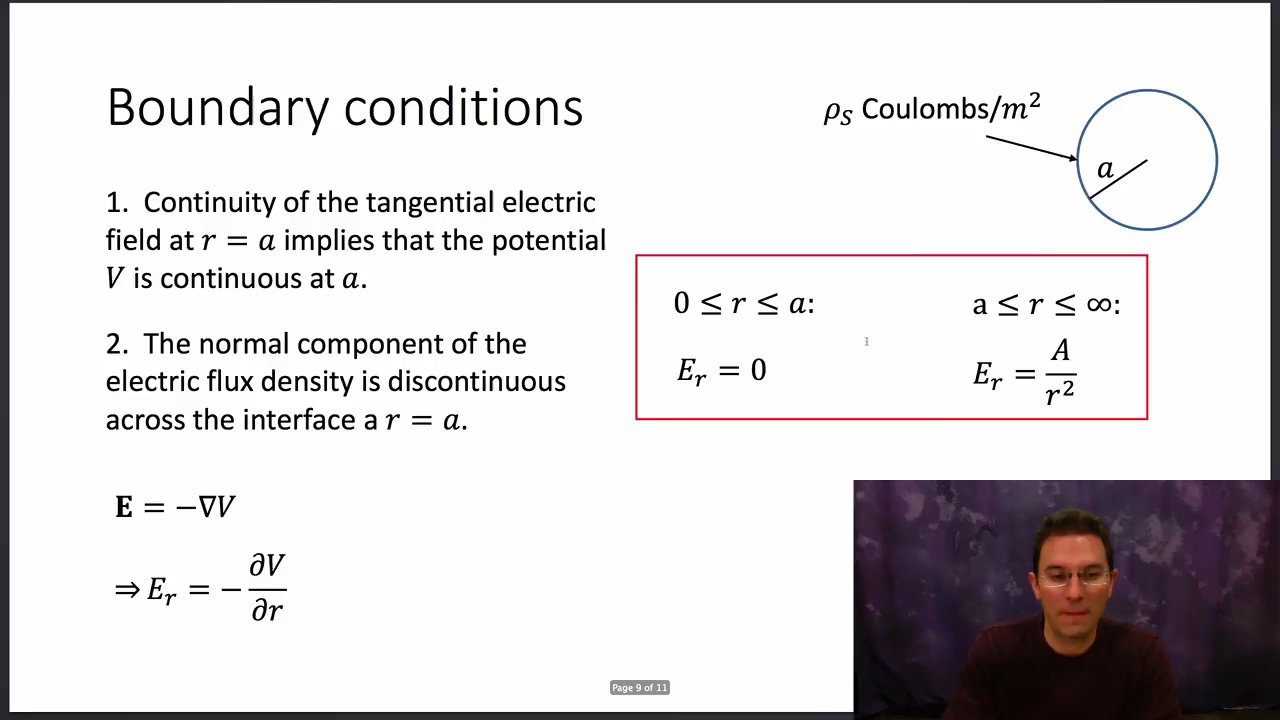 Boundary conditions
ρ_S Coulombs/m²
a
1. Continuity of the tangential electric
field at r = a implies that the potential
V is continuous at a.
2. The normal component of the
electric flux density is discontinuous
across the interface a r = a.
0 ≤ r ≤ a:
a ≤ r ≤ ∞:
E_r = 0
E_r = A/r²
E = −∇V
⇒ E_r = − ∂V/∂r
Page 9 of 11